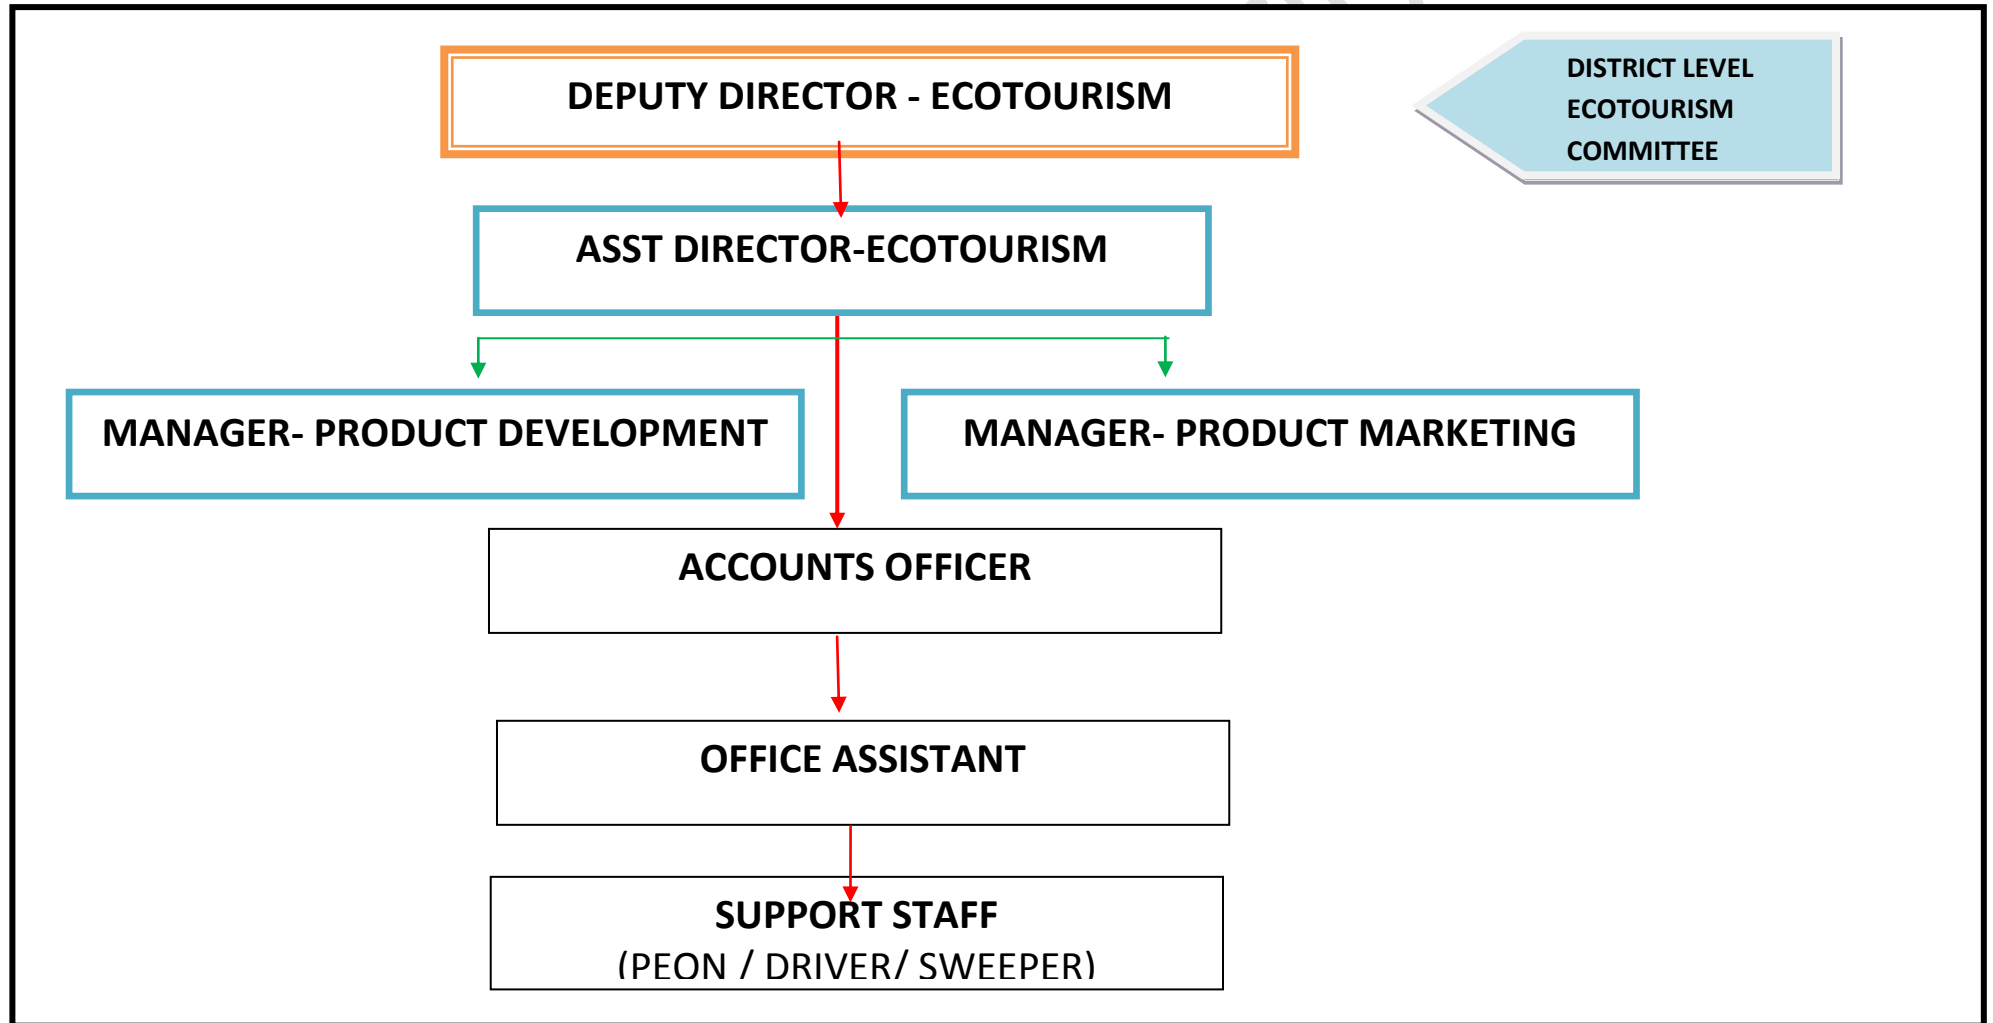 DEPUTY DIRECTOR - ECOTOURISM
DISTRICT LEVEL
ECOTOURISM
COMMITTEE
ASST DIRECTOR-ECOTOURISM
MANAGER- PRODUCT DEVELOPMENT
MANAGER- PRODUCT MARKETING
ACCOUNTS OFFICER
OFFICE ASSISTANT
SUPPORT STAFF
(PEON / DRIVER/ SWEEPER)